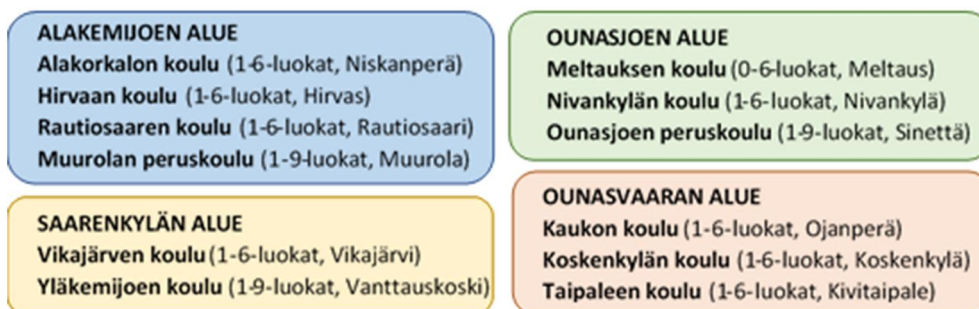 ALAKEMIJOEN ALUE
Alakorkalon koulu (1-6-luokat, Niskanperä)
Hirvaan koulu (1-6-luokat, Hirvas)
Rautiosaaren koulu (1-6-luokat, Rautiosaari)
Muurolan peruskoulu (1-9-luokat, Muurola)
OUNASJOEN ALUE
Meltauksen koulu (0-6-luokat, Meltaus)
Nivankylän koulu (1-6-luokat, Nivankylä)
Ounasjoen peruskoulu (1-9-luokat, Sinettä)
SAARENKYLÄN ALUE
Vikajärven koulu (1-6-luokat, Vikajärvi)
Yläkemijoen koulu (1-9-luokat, Vanttauskoski)
OUNASVAARAN ALUE
Kaukon koulu (1-6-luokat, Ojanperä)
Koskenkylän koulu (1-6-luokat, Koskenkylä)
Taipaleen koulu (1-6-luokat, Kivitaipale)